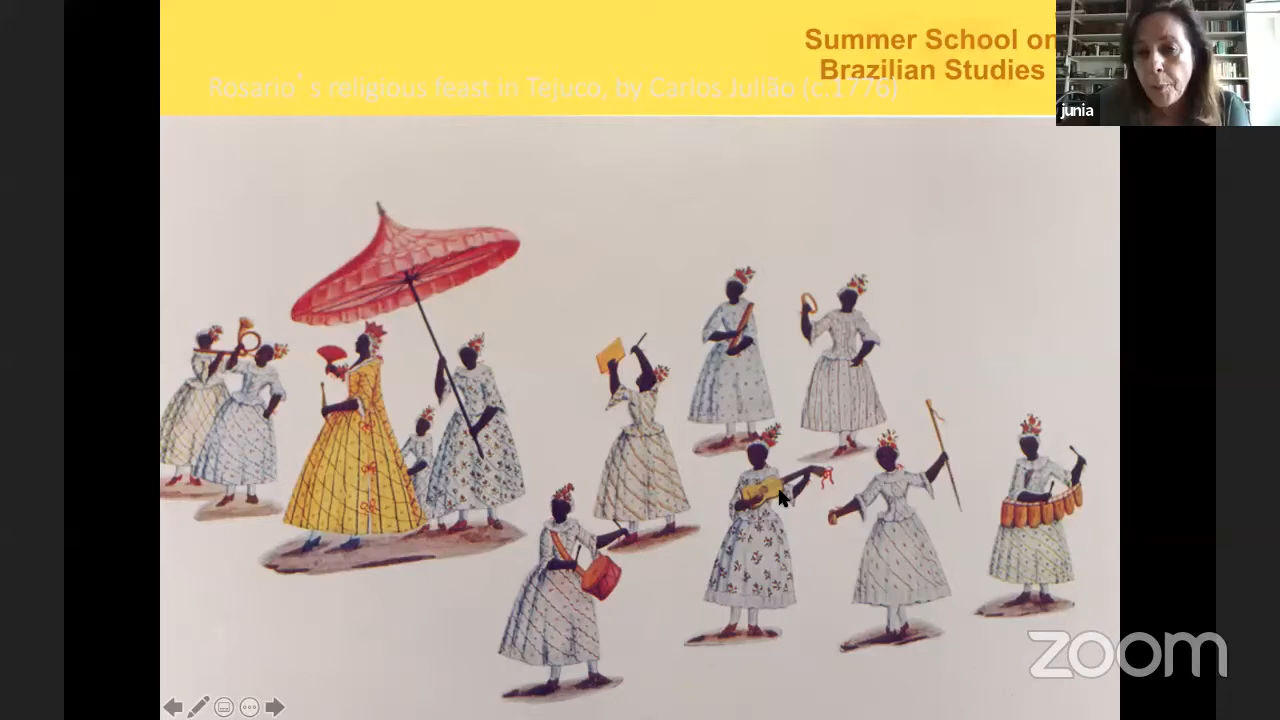 Summer School on
Brazilian Studies
Rosario´s religious feast in Tejuco, by Carlos Julião (c.1776)
junia
zoom